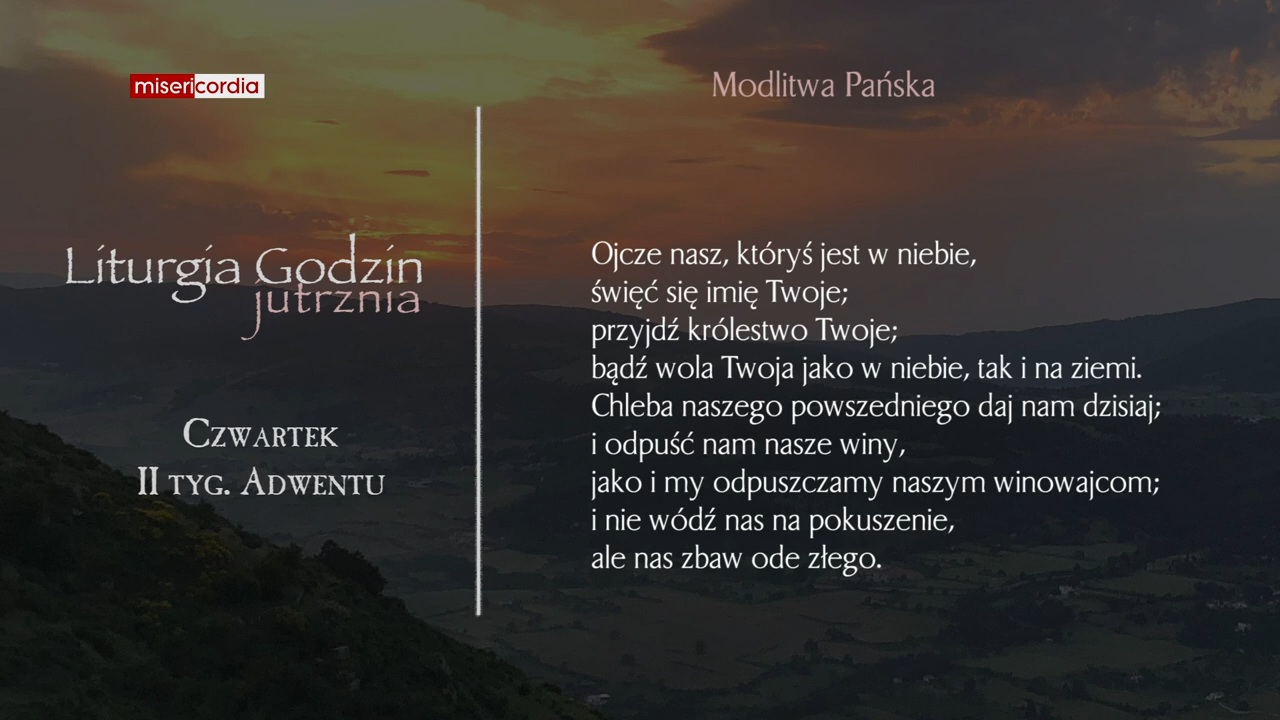 misericordia
Liturgia Godzin
jutrznia
Czwartek
II tyg. Adwentu
Modlitwa Pańska
Ojcze nasz, któryś jest w niebie,
święć się imię Twoje;
przyjdź królestwo Twoje;
bądź wola Twoja jako w niebie, tak i na ziemi.
Chleba naszego powszedniego daj nam dzisiaj;
i odpuść nam nasze winy,
jako i my odpuszczamy naszym winowajcom;
i nie wódź nas na pokuszenie,
ale nas zbaw ode złego.